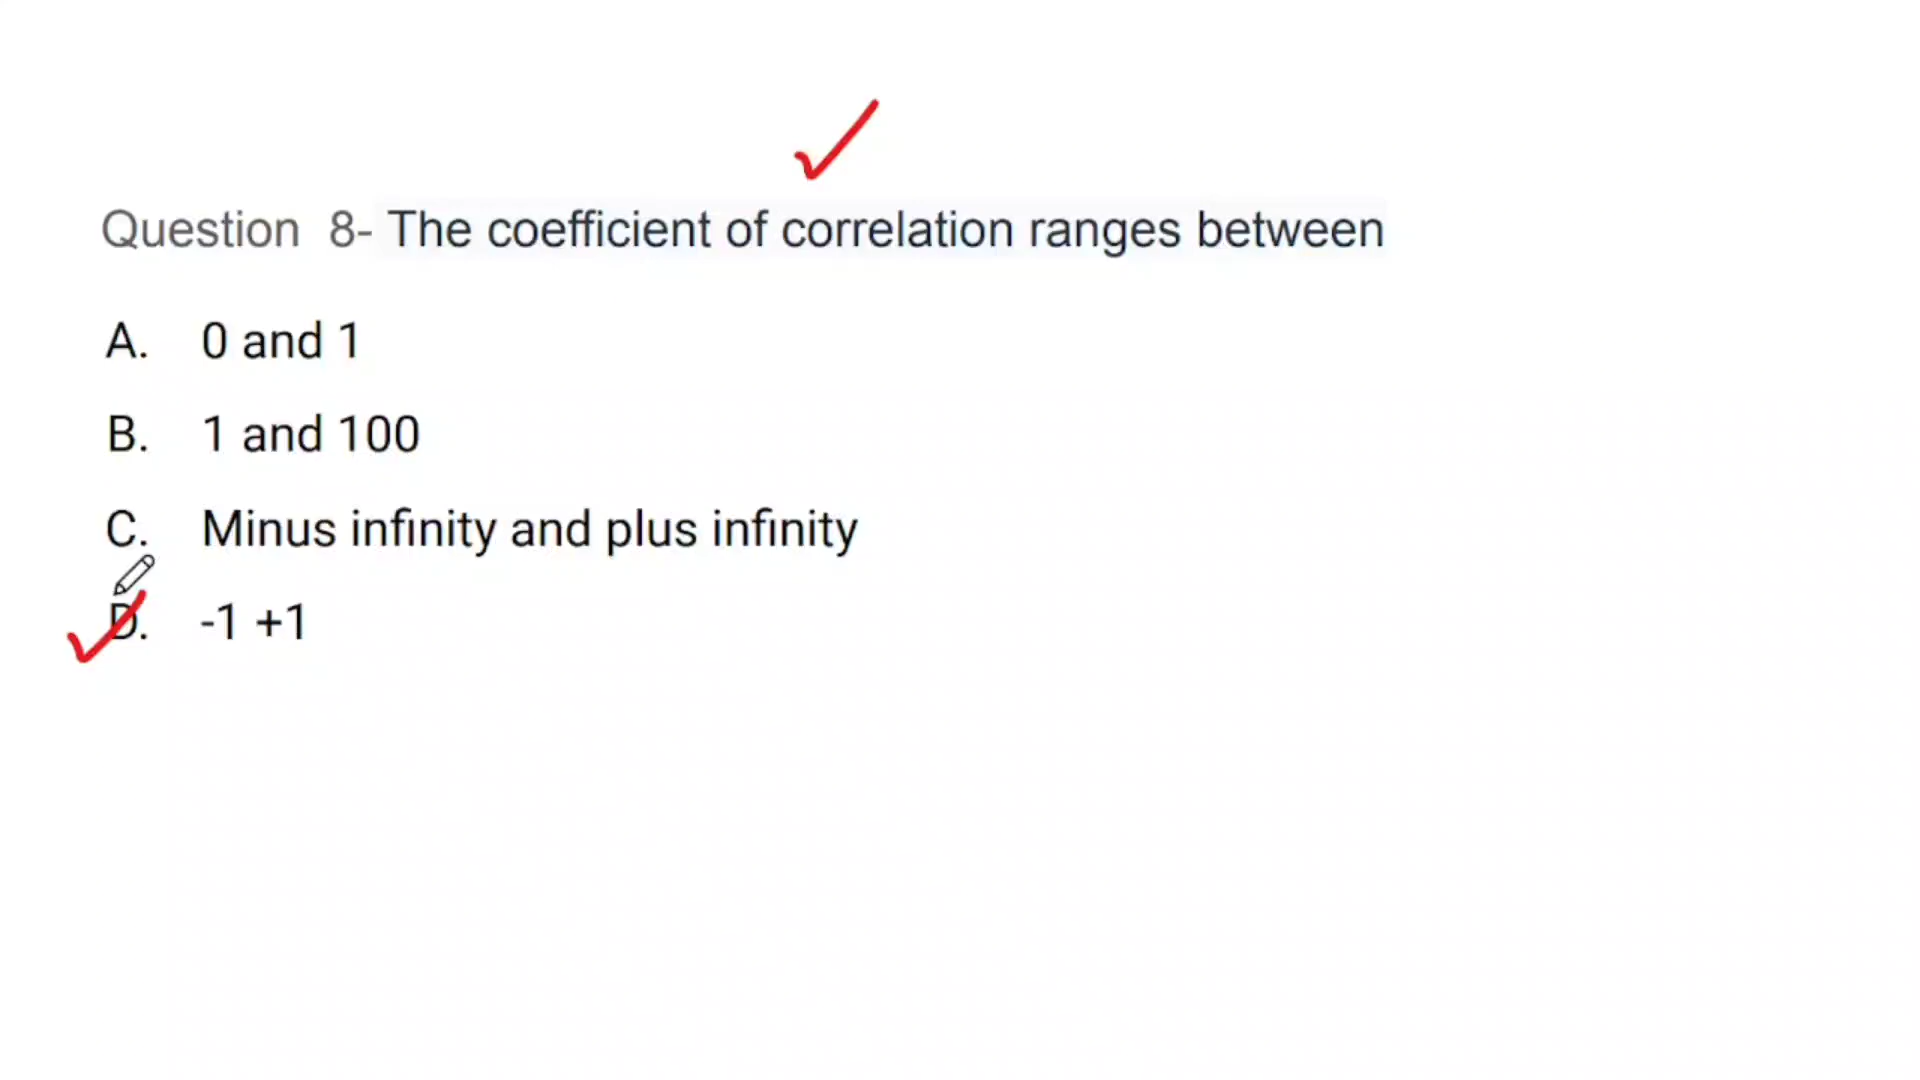 Question 8- The coefficient of correlation ranges between
A. 0 and 1
B. 1 and 100
C. Minus infinity and plus infinity
D. -1 +1